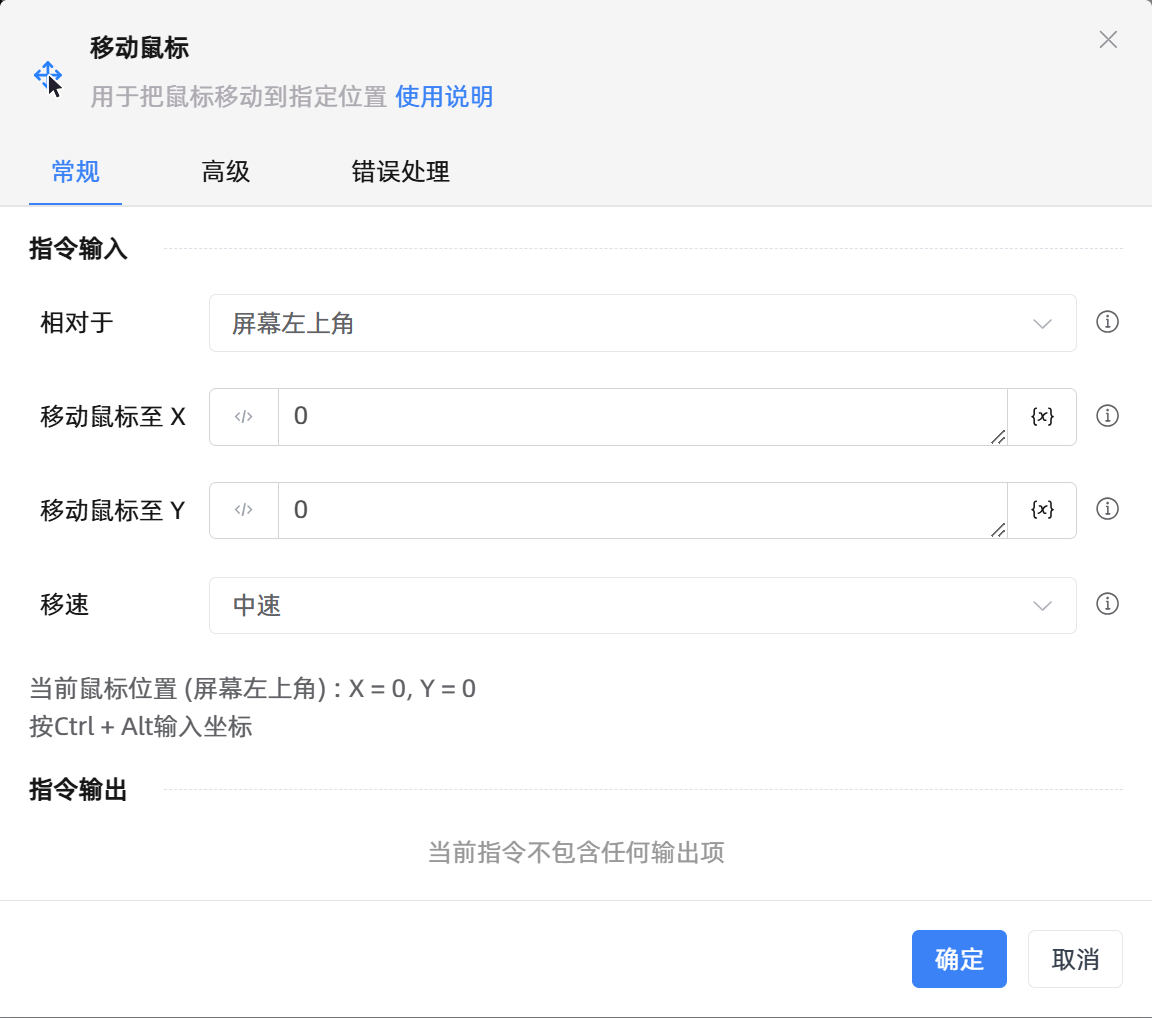 移动鼠标
用于把鼠标移动到指定位置 使用说明
常规 高级 错误处理
指令输入
相对于 屏幕左上角
移动鼠标至 X </> 0 {x}
移动鼠标至 Y </> 0 {x}
移速 中速
当前鼠标位置 (屏幕左上角) : X = 0, Y = 0
按Ctrl + Alt输入坐标
指令输出
当前指令不包含任何输出项
确定 取消